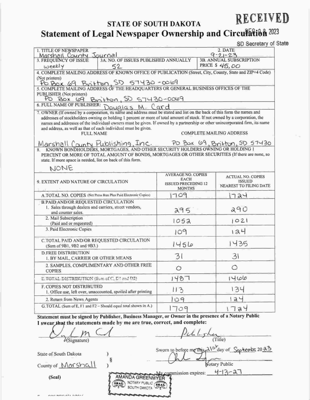 RECEIVED
STATE OF SOUTH DAKOTA
Statement of Legal Newspaper Ownership and Circulation
2023
SD Secretary of State
1. TITLE OF NEWSPAPER
Marshall County Journal
2. DATE
9-21-23
3. FREQUENCY OF ISSUE
weekly
3A. NO. OF ISSUES PUBLISHED ANNUALLY
52
3B. ANNUAL SUBSCRIPTION
PRICE $ 45.00
4. COMPLETE MAILING ADDRESS OF KNOWN OFFICE OF PUBLICATION (Street, City, County, State and ZIP+4 Code)
(Not printers)
PO Box 69 Britton, SD 57430-0069
5. COMPLETE MAILING ADDRESS OF THE HEADQUARTERS OR GENERAL BUSINESS OFFICES OF THE
PUBLISHER (Not printers)
PO Box 69 Britton, SD 57430-0069
6. FULL NAME OF PUBLISHER: Douglas M. Card
7. OWNER (If owned by a corporation, its name and address must be stated and list on the back of this form the names and
addresses of stockholders owning or holding 1 percent or more of total amount of stock. If not owned by a corporation, the
names and addresses of the individual owners must be given. If owned by a partnership or other unincorporated firm, its name
and address, as well as that of each individual must be given.
FULL NAME COMPLETE MAILING ADDRESS
Marshall County Publishing, Inc. PO Box 69, Britton, SD 57430
8. KNOWN BONDHOLDERS, MORTGAGES, AND OTHER SECURITY HOLDERS OWNING OR HOLDING 1
PERCENT OR MORE OF TOTAL AMOUNT OF BONDS, MORTGAGES OR OTHER SECURITIES (If there are none, so
state. If more space is needed, list on back of this form.
NONE
9. EXTENT AND NATURE OF CIRCULATION
AVERAGE NO. COPIES
EACH
ISSUED PRECEDING 12
MONTHS
ACTUAL NO. COPIES
ISSUED
NEAREST TO FILING DATE
A. TOTAL NO. COPIES (Net Press Run Plus Paid Electronic Copies) 1709 1724
B. PAID AND/OR REQUESTED CIRCULATION
1. Sales through dealers and carriers, street vendors,
and counter sales. 295 290
2. Mail Subscriptions
(Paid and or requested) 1052 1021
3. Paid Electronic Copies 109 124
C. TOTAL PAID AND/OR REQUESTED CIRCULATION
(Sum of 9B1, 9B2 and 9B3.) 1456 1435
D. FREE DISTRIBUTION
1. BY MAIL, CARRIER OR OTHER MEANS 31 31
2. SAMPLES, COMPLIMENTARY AND OTHER FREE
COPIES 0 0
E. TOTAL DISTRIBUTION (Sum of C, D1 and D2) 1487 1466
F. COPIES NOT DISTRIBUTED
1. Office use, left over, unaccounted, spoiled after printing 113 134
2. Return from News Agents 109 124
G. TOTAL (Sum of E, F1 and F2 - Should equal total shown in A.) 1709 1724
Statement must be signed by Publisher, Business Manager, or Owner in the presence of a Notary Public
I swear that the statements made by me are true, correct, and complete:
Publisher
(Signature) (Title)
State of South Dakota )
Sworn to before me this 21st day of September 2023
County of Marshall )
Notary Public
(Seal)
My commission expires: 4-13-27
AMANDA GREENMYER
NOTARY PUBLIC
SOUTH DAKOTA